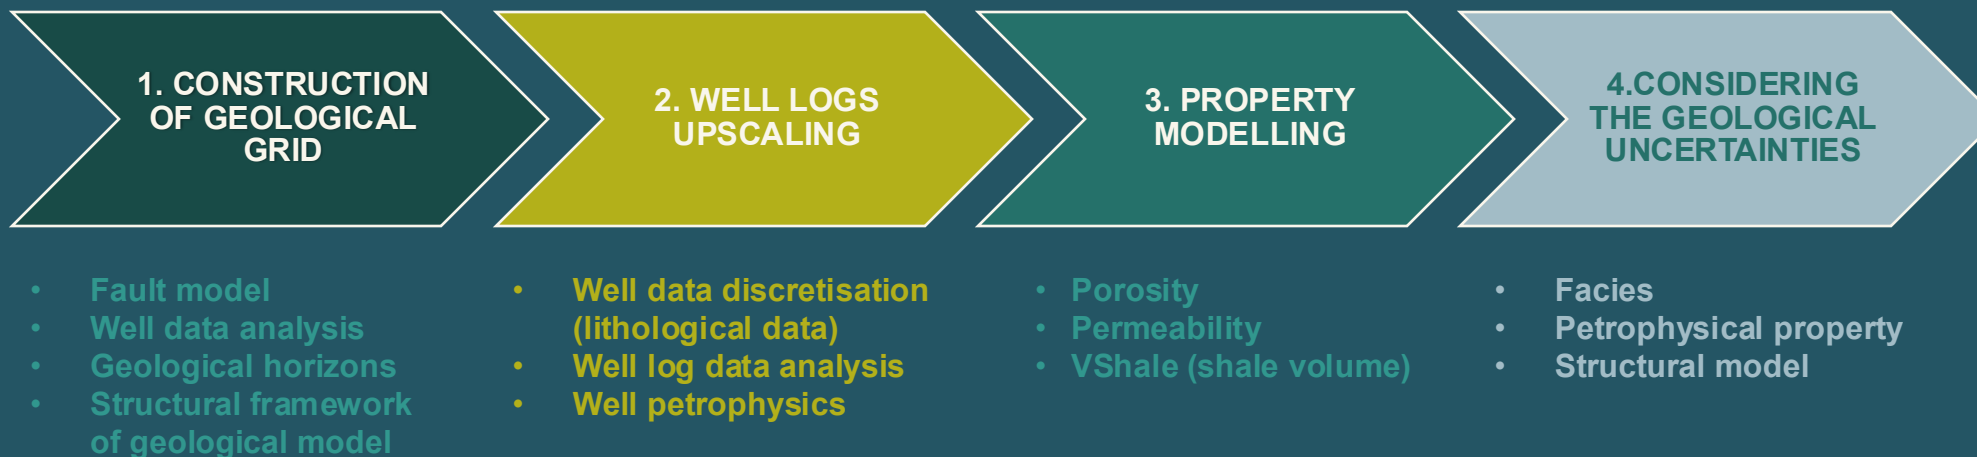 1. CONSTRUCTION
OF GEOLOGICAL
GRID
2. WELL LOGS
UPSCALING
3. PROPERTY
MODELLING
4.CONSIDERING
THE GEOLOGICAL
UNCERTAINTIES
• Fault model
• Well data analysis
• Geological horizons
• Structural framework
of geological model
• Well data discretisation
(lithological data)
• Well log data analysis
• Well petrophysics
• Porosity
• Permeability
• VShale (shale volume)
• Facies
• Petrophysical property
• Structural model